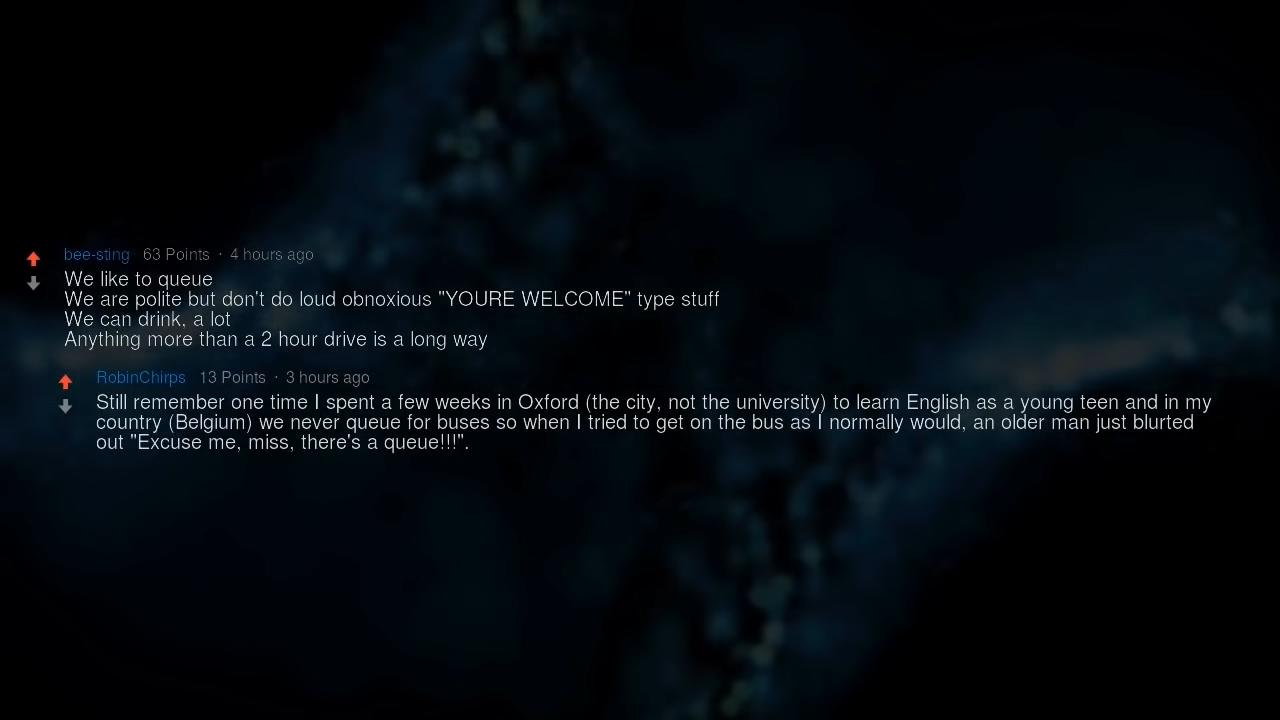 bee-sting 63 Points · 4 hours ago
We like to queue
We are polite but don't do loud obnoxious "YOURE WELCOME" type stuff
We can drink, a lot
Anything more than a 2 hour drive is a long way
RobinChirps 13 Points · 3 hours ago
Still remember one time I spent a few weeks in Oxford (the city, not the university) to learn English as a young teen and in my
country (Belgium) we never queue for buses so when I tried to get on the bus as I normally would, an older man just blurted
out "Excuse me, miss, there's a queue!!!".